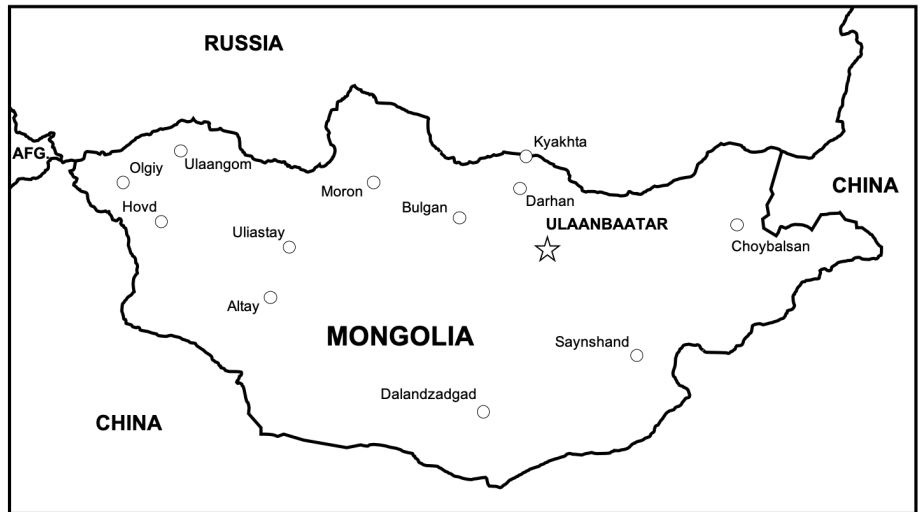 RUSSIA
Kyakhta
AFG.
Olgiy
Ulaangom
Moron
Darhan
CHINA
Hovd
Bulgan
ULAANBAATAR
Uliastay
Choybalsan
Altay
MONGOLIA
Saynshand
Dalandzadgad
CHINA